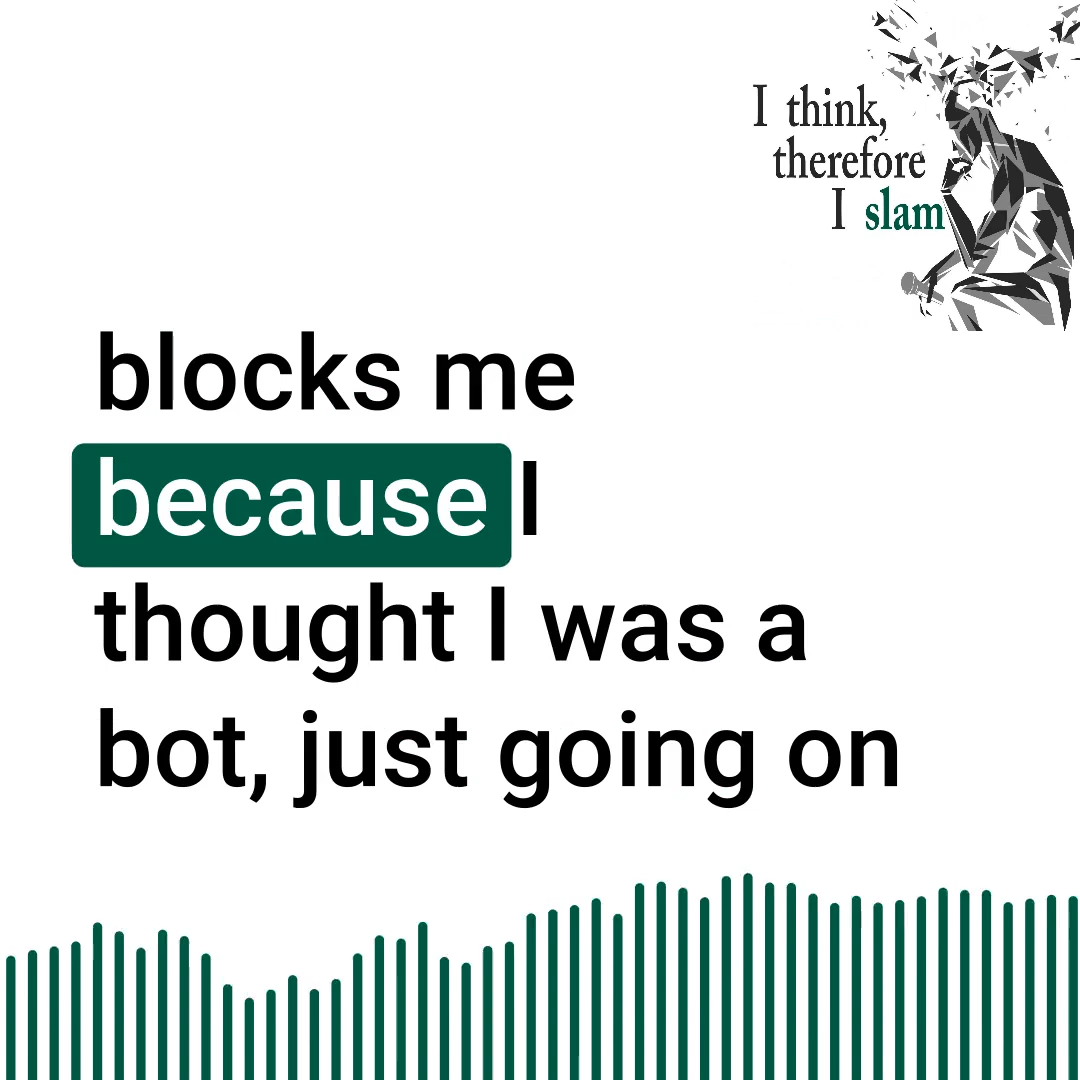 I think,
therefore
I slam
blocks me
because I
thought I was a
bot, just going on